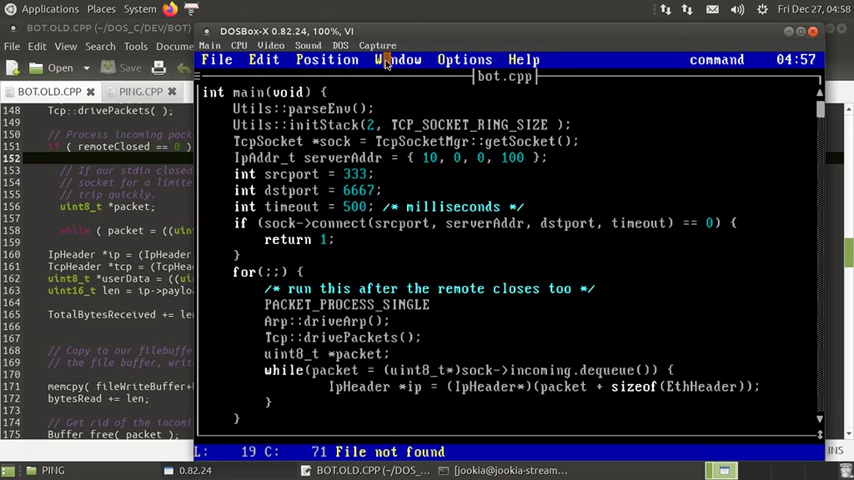 Applications Places System
Fri Dec 27, 04:58
BOT.OLD.CPP (~/DOS_C/DEV/BOT)
File Edit View Search
Open
BOT.OLD.CPP × PING.CPP ×
148 Tcp::drivePackets( );
149
150 // Process incoming pack
151 if ( remoteClosed == 0 )
152
153 // If our stdin closed
154 // socket for a limite
155 // trip quickly.
156 uint8_t *packet;
157
158 while ( packet = ((uin
159
160 IpHeader *ip = (IpHeader
161 TcpHeader *tcp = (TcpHead
162 uint8_t *userData = ((ui
163 uint16_t len = ip->paylo
164
165 TotalBytesReceived += le
166
167
168 // Copy to our filebuffe
169 // the file buffer, writ
170
171 memcpy( fileWriteBuffer+
172 bytesRead += len;
173
174 // Get rid of the incomi
175 Buffer_free( packet );
INS
DOSBox-X 0.82.24, 100%, VI
Main CPU Video Sound DOS Capture
File Edit Position Window Options Help command 04:57
bot.cpp
int main(void) {
Utils::parseEnv();
Utils::initStack(2, TCP_SOCKET_RING_SIZE );
TcpSocket *sock = TcpSocketMgr::getSocket();
IpAddr_t serverAddr = { 10, 0, 0, 100 };
int srcport = 333;
int dstport = 6667;
int timeout = 500; /* milliseconds */
if (sock->connect(srcport, serverAddr, dstport, timeout) == 0) {
return 1;
}
for(;;) {
/* run this after the remote closes too */
PACKET_PROCESS_SINGLE
Arp::driveArp();
Tcp::drivePackets();
uint8_t *packet;
while(packet = (uint8_t*)sock->incoming.dequeue()) {
IpHeader *ip = (IpHeader*)(packet + sizeof(EthHeader));
}
}
L: 19 C: 71 File not found
PING
0.82.24
BOT.OLD.CPP (~/DOS_...
[jookia@jookia-stream...